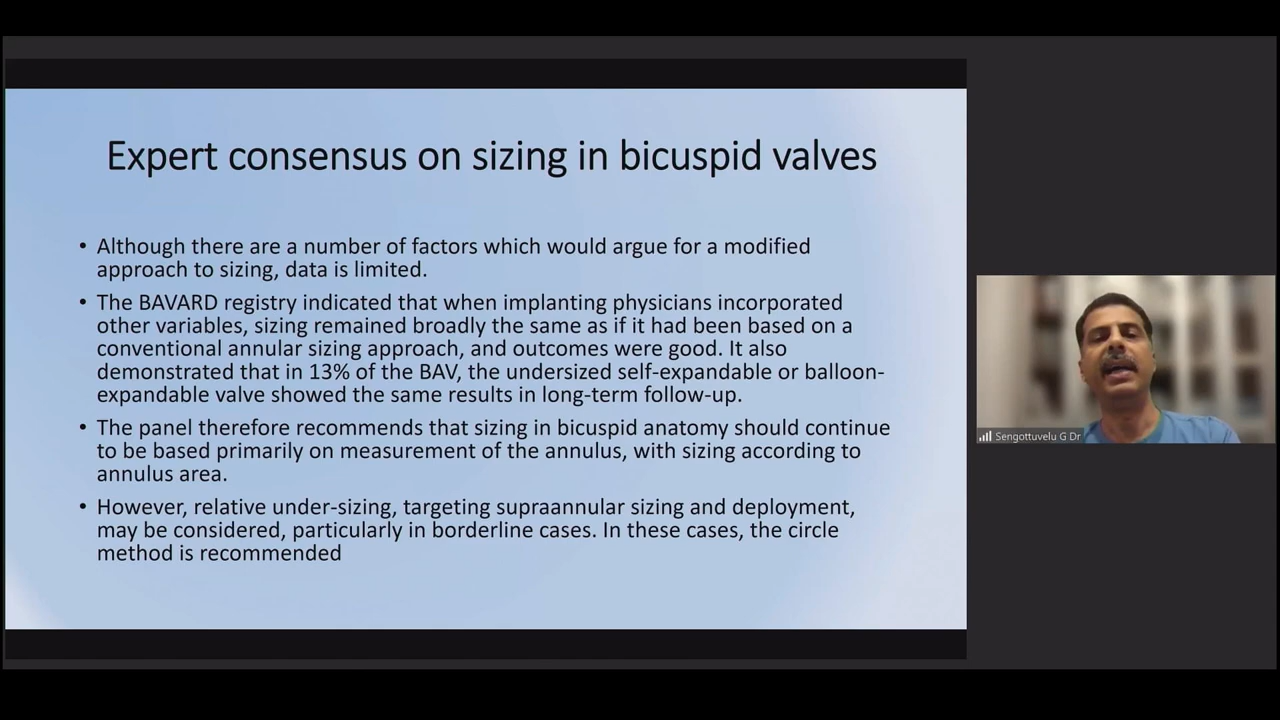 Expert consensus on sizing in bicuspid valves
• Although there are a number of factors which would argue for a modified
approach to sizing, data is limited.
• The BAVARD registry indicated that when implanting physicians incorporated
other variables, sizing remained broadly the same as if it had been based on a
conventional annular sizing approach, and outcomes were good. It also
demonstrated that in 13% of the BAV, the undersized self-expandable or balloon-
expandable valve showed the same results in long-term follow-up.
• The panel therefore recommends that sizing in bicuspid anatomy should continue
to be based primarily on measurement of the annulus, with sizing according to
annulus area.
• However, relative under-sizing, targeting supraannular sizing and deployment,
may be considered, particularly in borderline cases. In these cases, the circle
method is recommended
Sengottuvelu G Dr